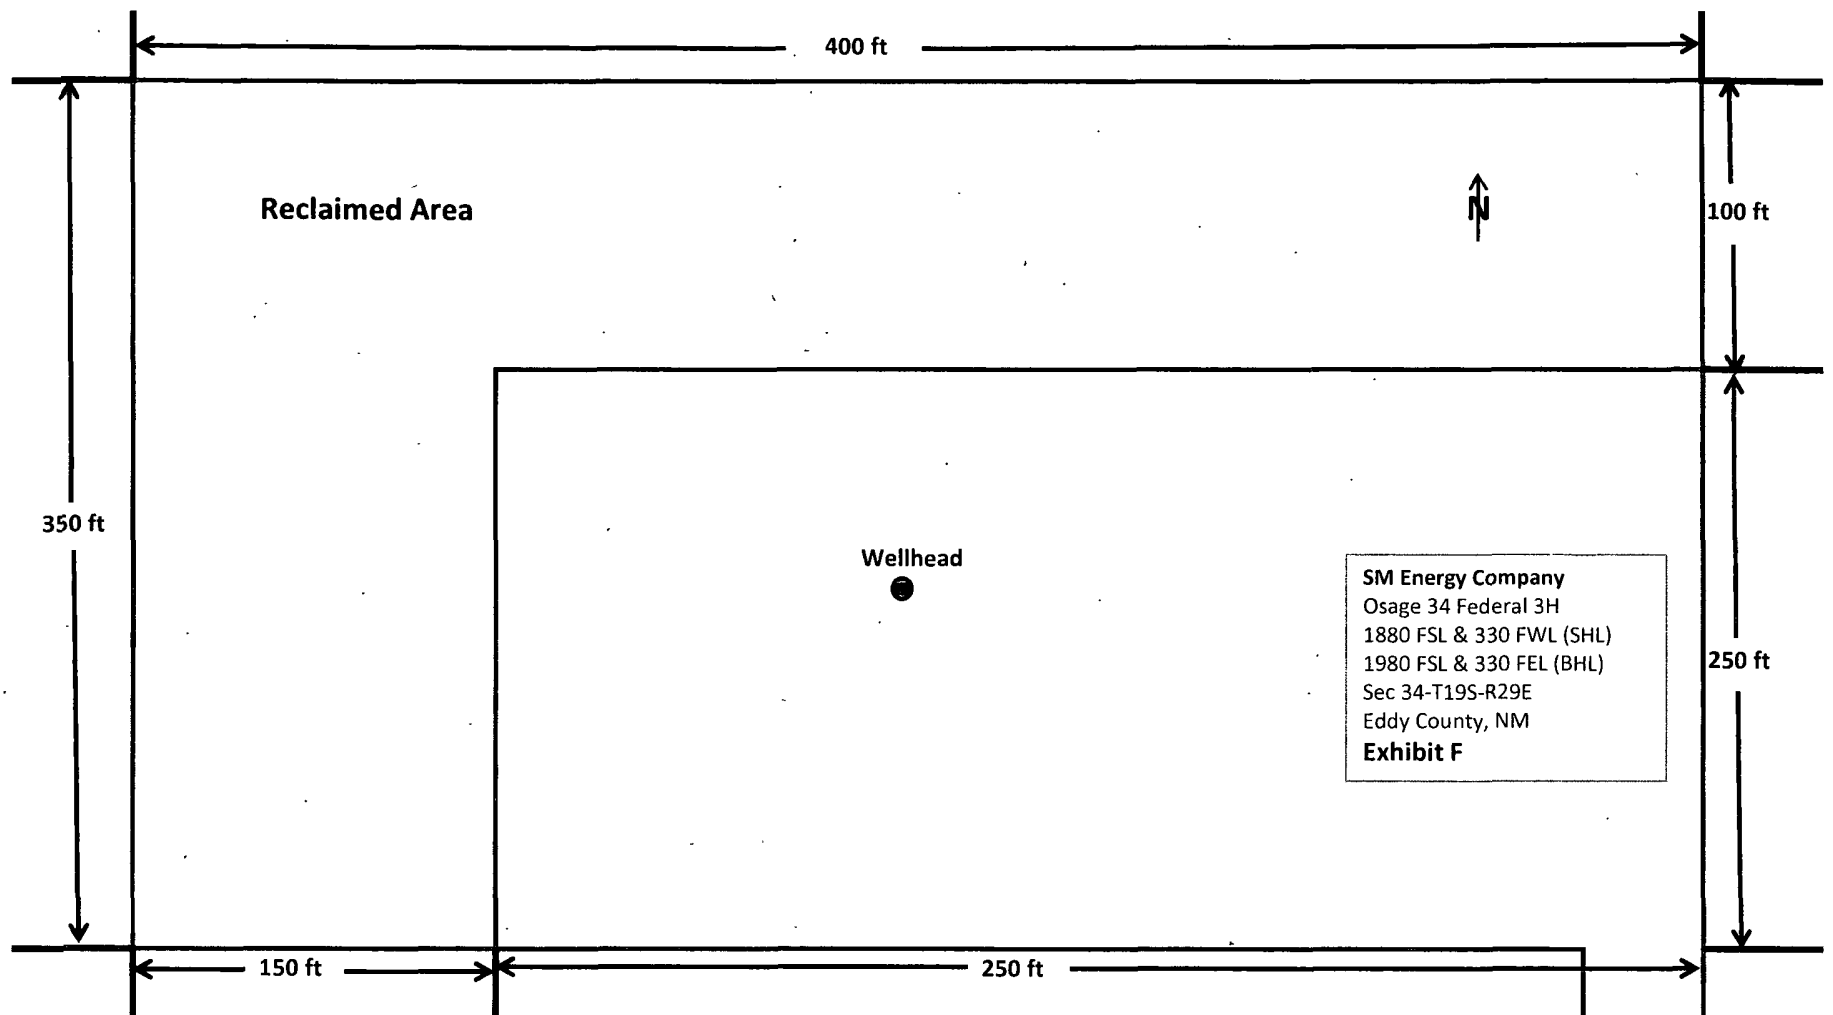 400 ft
Reclaimed Area
N
100 ft
350 ft
Wellhead
SM Energy Company
Osage 34 Federal 3H
1880 FSL & 330 FWL (SHL)
1980 FSL & 330 FEL (BHL)
Sec 34-T19S-R29E
Eddy County, NM
Exhibit F
250 ft
150 ft
250 ft